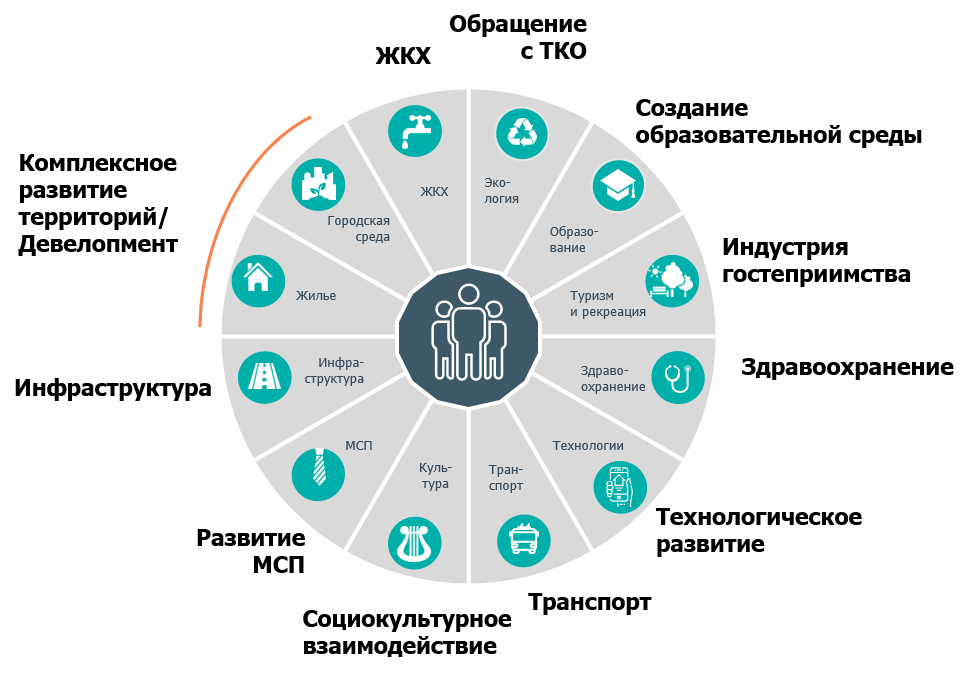 Обращение
с ТКО
ЖКХ
Создание
образовательной среды
Комплексное
развитие
территорий/
Девелопмент
ЖКХ
Эко-
логия
Городская
среда
Образо-
вание
Индустрия
гостеприимства
Жилье
Туризм
и рекреация
Инфраструктура
Инфра-
структура
Здраво-
охранение
Здравоохранение
МСП
Технологии
Куль-
тура
Тран-
спорт
Развитие
МСП
Технологическое
развитие
Социокультурное
взаимодействие
Транспорт